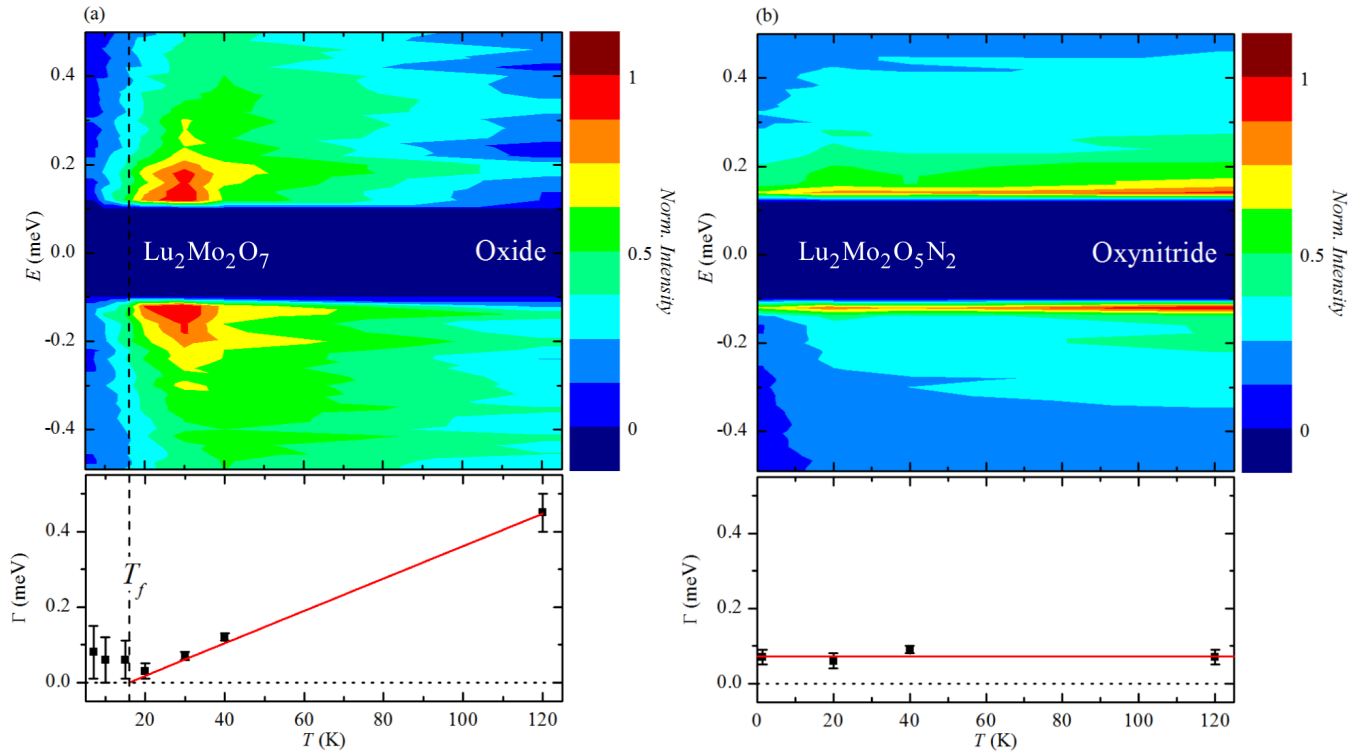 (a)
(b)
0.4
0.2
0.0
-0.2
-0.4
E (meV)
Lu₂Mo₂O₇
Oxide
1
0.5
0
Norm. Intensity
0.4
0.2
0.0
-0.2
-0.4
E (meV)
Lu₂Mo₂O₅N₂
Oxynitride
1
0.5
0
Norm. Intensity
0.4
0.2
0.0
Γ (meV)
T_f
20 40 60 80 100 120
T (K)
0.4
0.2
0.0
Γ (meV)
0 20 40 60 80 100 120
T (K)